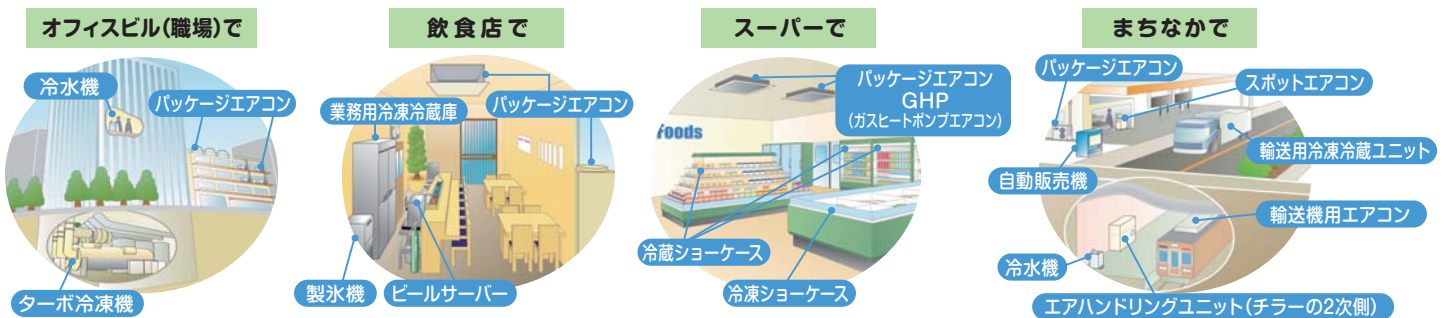 オフィスビル(職場)で
冷水機
パッケージエアコン
ターボ冷凍機
飲食店で
業務用冷凍冷蔵庫
パッケージエアコン
製氷機
ビールサーバー
スーパーで
パッケージエアコン
GHP
(ガスヒートポンプエアコン)
Foods
冷蔵ショーケース
冷凍ショーケース
まちなかで
パッケージエアコン
スポットエアコン
輸送用冷凍冷蔵ユニット
自動販売機
輸送機用エアコン
冷水機
エアハンドリングユニット(チラーの2次側)